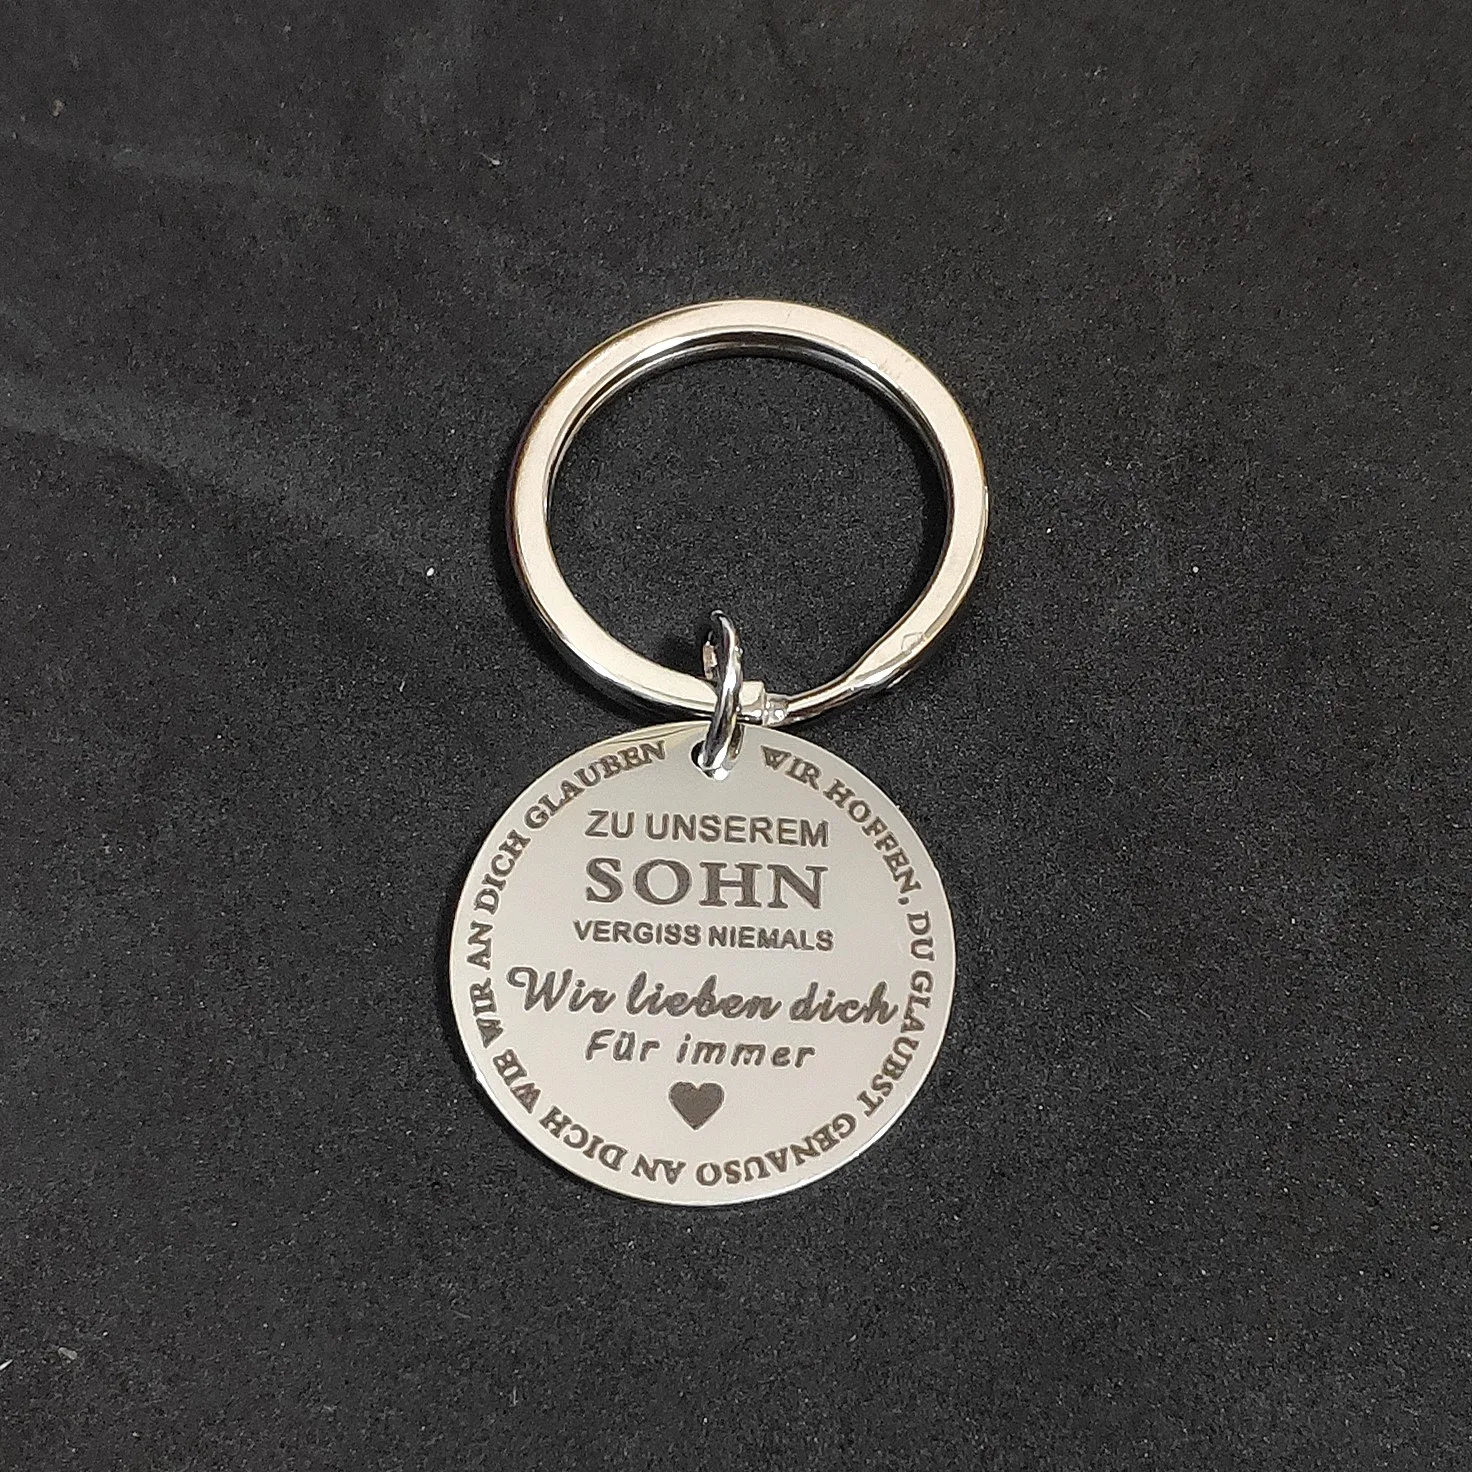 WIR HOFFEN, DU GLAUBST GENAUSO AN DICH WIE WIR AN DICH GLAUBEN
ZU UNSEREM
SOHN
VERGISS NIEMALS
Wir lieben dich
Für immer